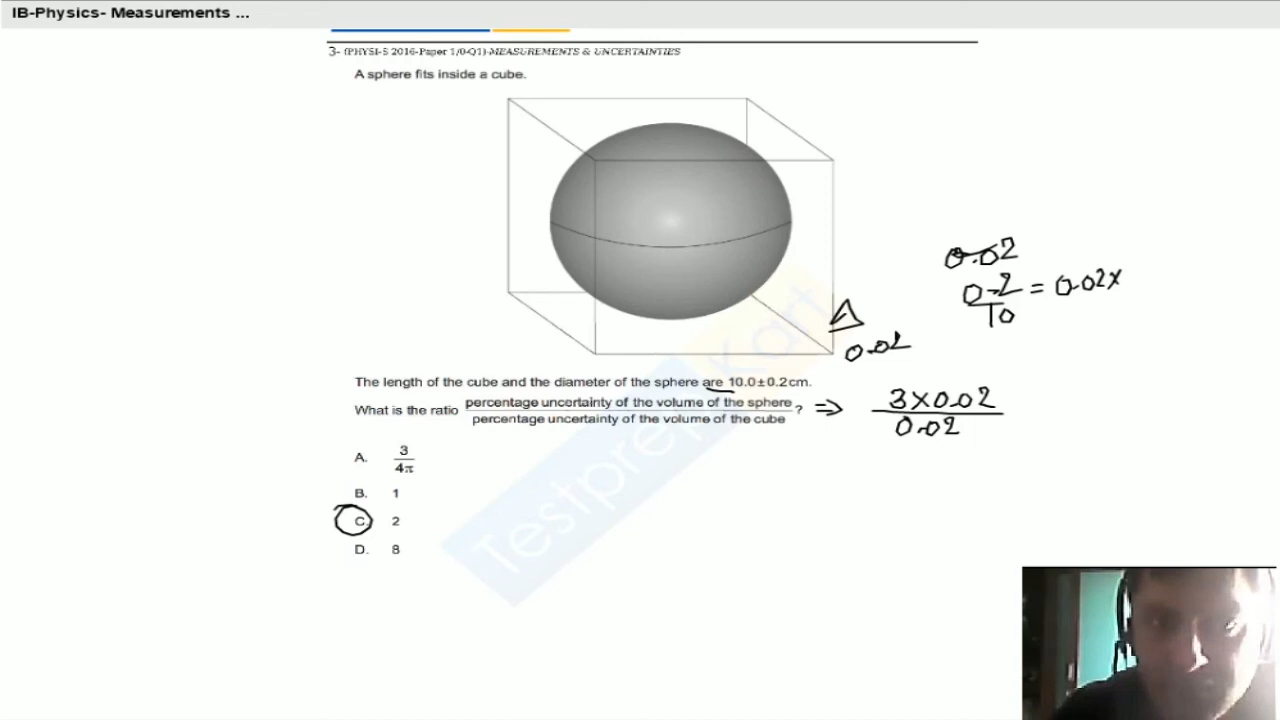 IB-Physics- Measurements ...
3- (PHYSI-S 2016-Paper 1/0-Q1)-MEASUREMENTS & UNCERTAINTIES
A sphere fits inside a cube.
0.02
0.2/10 = 0.02x
0.02
The length of the cube and the diameter of the sphere are 10.0±0.2cm.
What is the ratio percentage uncertainty of the volume of the sphere / percentage uncertainty of the volume of the cube ? ⇒ 3×0.02 / 0.02
A. 3/4π
B. 1
C. 2
D. 8
Testprep Kart